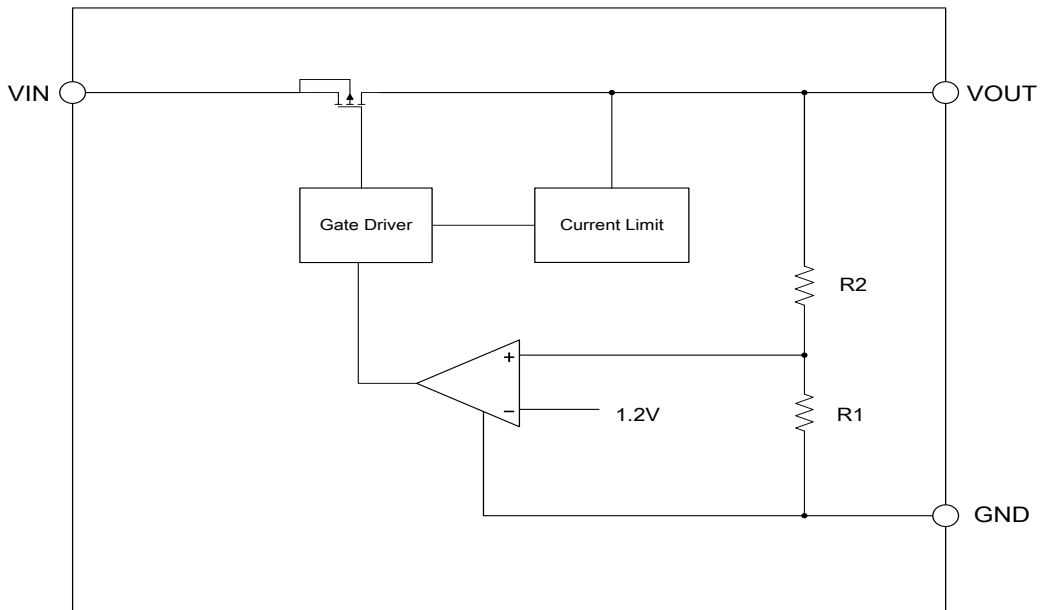 VIN
VOUT
Gate Driver
Current Limit
R2
+
−
1.2V
R1
GND